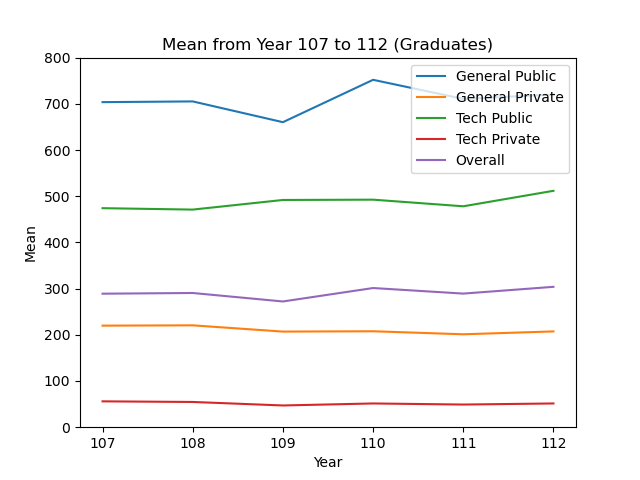 Mean from Year 107 to 112 (Graduates)
800
700
600
500
400
300
200
100
0
Mean
General Public
General Private
Tech Public
Tech Private
Overall
107 108 109 110 111 112
Year